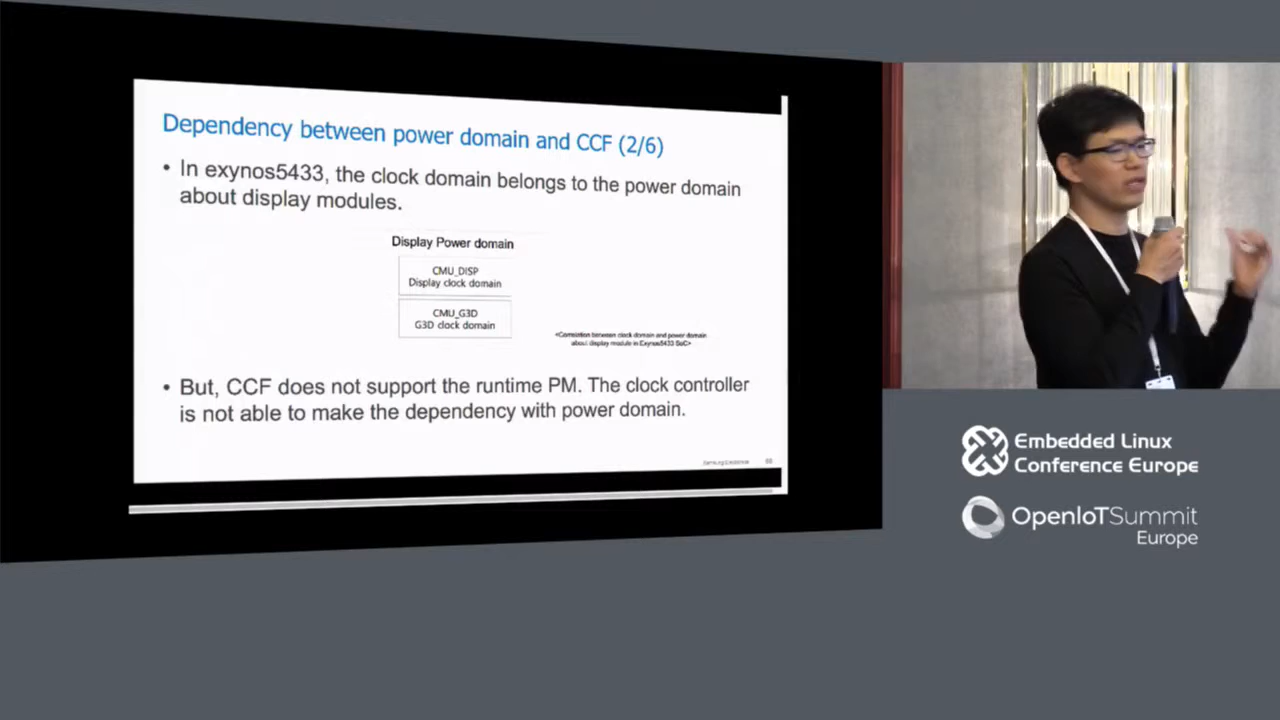 Dependency between power domain and CCF (2/6)
• In exynos5433, the clock domain belongs to the power domain
about display modules.
Display Power domain
CMU_DISP
Display clock domain
CMU_G3D
G3D clock domain
<Correlation between clock domain and power domain
about display module in Exynos5433 SoC>
• But, CCF does not support the runtime PM. The clock controller
is not able to make the dependency with power domain.
Embedded Linux
Conference Europe
OpenIoTSummit
Europe